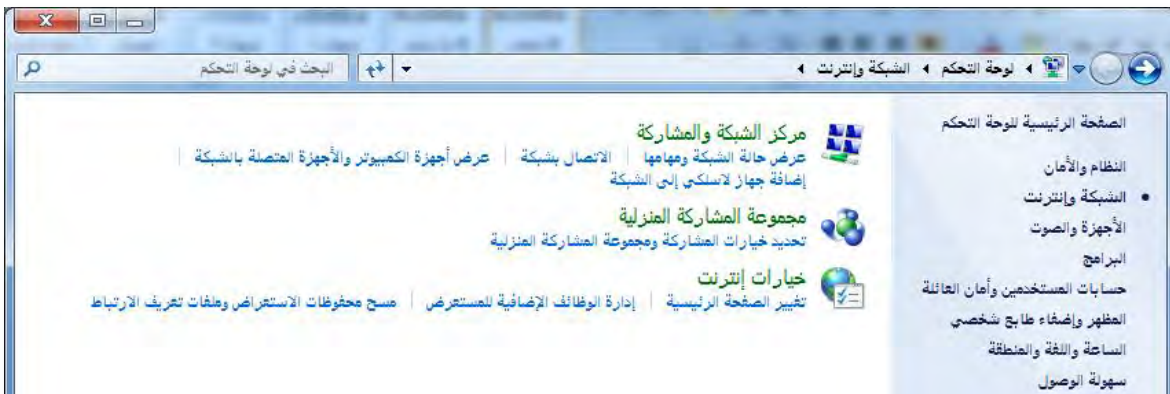 لوحة التحكم
الشبكة وإنترنت
البحث في لوحة التحكم
الصفحة الرئيسية للوحة التحكم
النظام والأمان
الشبكة وإنترنت
الأجهزة والصوت
البرامج
حسابات المستخدمين وأمان العائلة
المظهر وإضفاء طابع شخصي
الساعة واللغة والمنطقة
سهولة الوصول
مركز الشبكة والمشاركة
عرض حالة الشبكة ومهامها | الاتصال بشبكة | عرض أجهزة الكمبيوتر والأجهزة المتصلة بالشبكة |
إضافة جهاز لاسلكي إلى الشبكة
مجموعة المشاركة المنزلية
تحديد خيارات المشاركة ومجموعة المشاركة المنزلية
خيارات إنترنت
تغيير الصفحة الرئيسية | إدارة الوظائف الإضافية للمستعرض | مسح محفوظات الاستعراض وملفات تعريف الارتباط